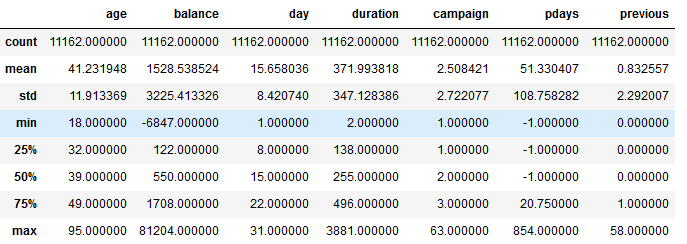 age balance day duration campaign pdays previous
count 11162.000000 11162.000000 11162.000000 11162.000000 11162.000000 11162.000000 11162.000000
mean 41.231948 1528.538524 15.658036 371.993818 2.508421 51.330407 0.832557
std 11.913369 3225.413326 8.420740 347.128386 2.722077 108.758282 2.292007
min 18.000000 -6847.000000 1.000000 2.000000 1.000000 -1.000000 0.000000
25% 32.000000 122.000000 8.000000 138.000000 1.000000 -1.000000 0.000000
50% 39.000000 550.000000 15.000000 255.000000 2.000000 -1.000000 0.000000
75% 49.000000 1708.000000 22.000000 496.000000 3.000000 20.750000 1.000000
max 95.000000 81204.000000 31.000000 3881.000000 63.000000 854.000000 58.000000